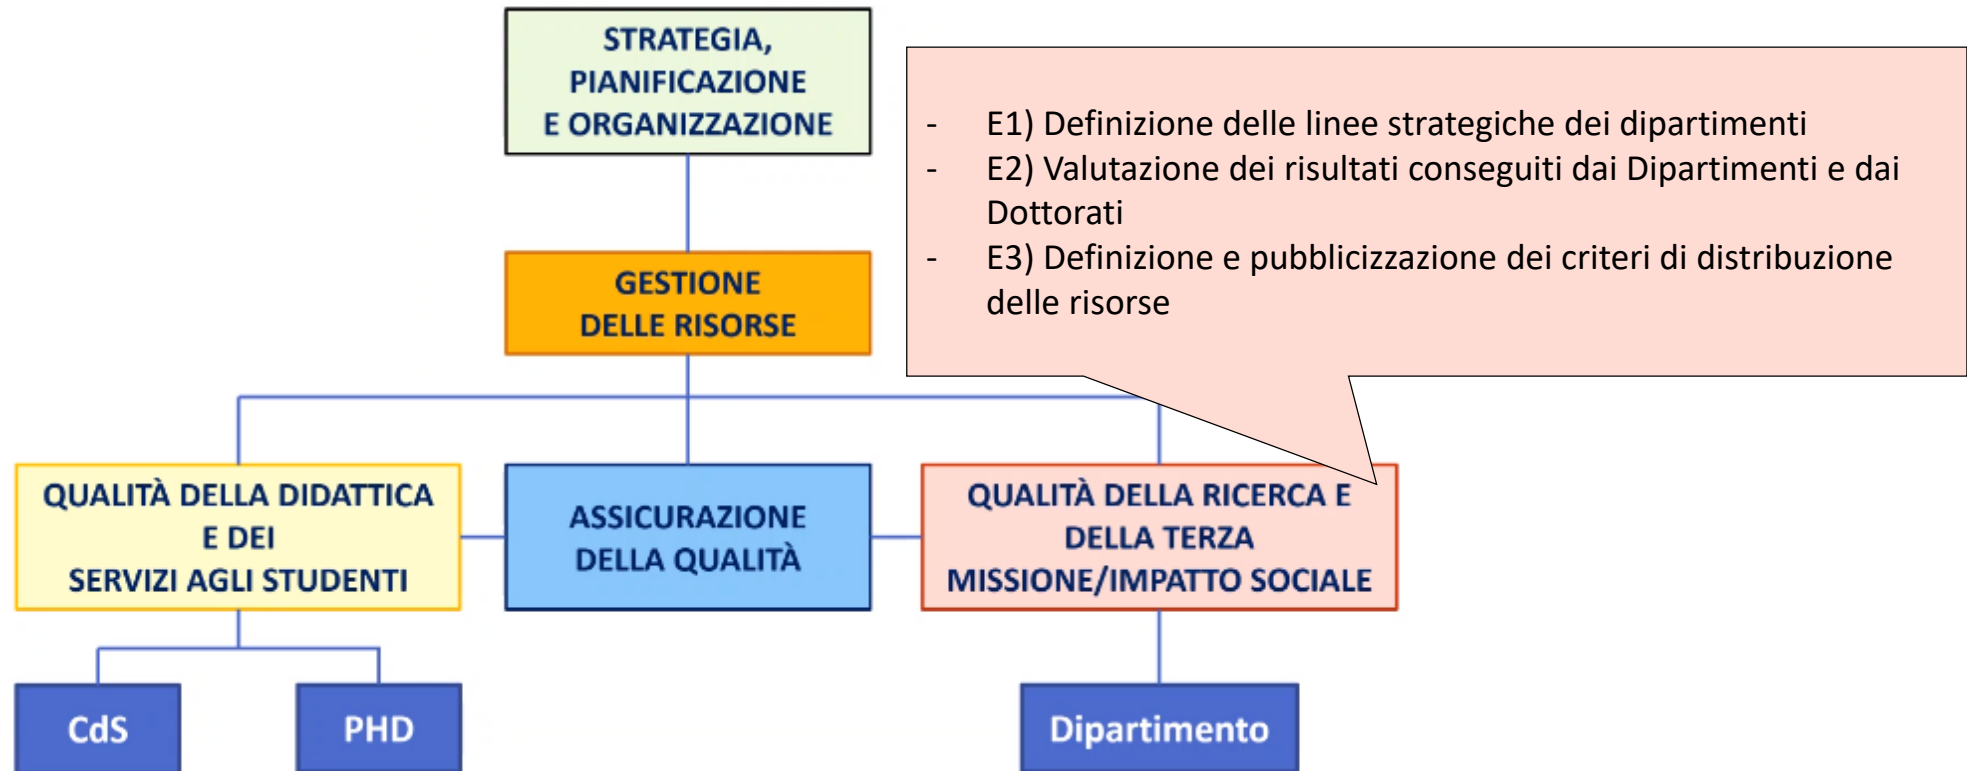 STRATEGIA,
PIANIFICAZIONE
E ORGANIZZAZIONE
- E1) Definizione delle linee strategiche dei dipartimenti
- E2) Valutazione dei risultati conseguiti dai Dipartimenti e dai
Dottorati
- E3) Definizione e pubblicizzazione dei criteri di distribuzione
delle risorse
GESTIONE
DELLE RISORSE
QUALITÀ DELLA DIDATTICA
E DEI
SERVIZI AGLI STUDENTI
ASSICURAZIONE
DELLA QUALITÀ
QUALITÀ DELLA RICERCA E
DELLA TERZA
MISSIONE/IMPATTO SOCIALE
CdS
PHD
Dipartimento